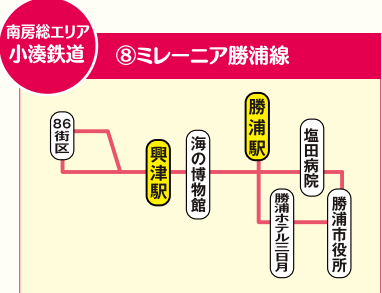 南房総エリア
小湊鉄道
⑧ミレーニア勝浦線
86街区
興津駅
海の博物館
勝浦駅
塩田病院
勝浦ホテル三日月
勝浦市役所